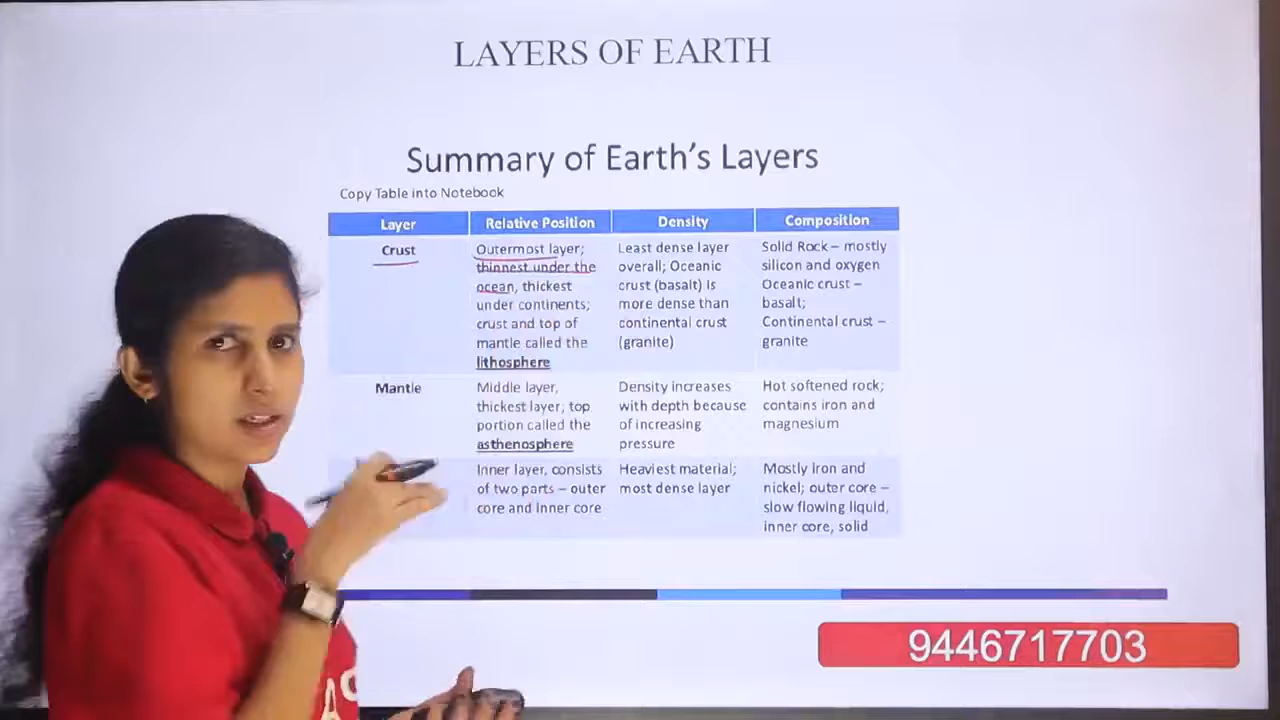 LAYERS OF EARTH
Summary of Earth's Layers
Copy Table into Notebook
Layer
Relative Position
Density
Composition
Crust
Outermost layer;
thinnest under the
ocean, thickest
under continents;
crust and top of
mantle called the
lithosphere
Least dense layer
overall; Oceanic
crust (basalt) is
more dense than
continental crust
(granite)
Solid Rock – mostly
silicon and oxygen
Oceanic crust –
basalt;
Continental crust –
granite
Mantle
Middle layer,
thickest layer; top
portion called the
asthenosphere
Density increases
with depth because
of increasing
pressure
Hot softened rock;
contains iron and
magnesium
Inner layer, consists
of two parts – outer
core and inner core
Heaviest material;
most dense layer
Mostly iron and
nickel; outer core –
slow flowing liquid,
inner core, solid
9446717703